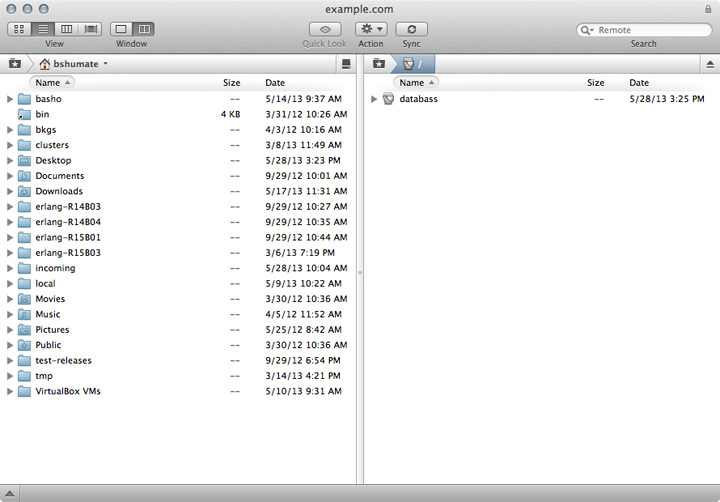 example.com
View Window Quick Look Action Sync Remote Search
bshumate /
Name Size Date Name Size Date
basho -- 5/14/13 9:37 AM databass -- 5/28/13 3:25 PM
bin 4 KB 3/31/12 10:26 AM
bkgs -- 4/3/12 10:16 AM
clusters -- 3/8/13 11:49 AM
Desktop -- 5/28/13 3:23 PM
Documents -- 9/29/12 10:01 AM
Downloads -- 5/17/13 11:31 AM
erlang-R14B03 -- 9/29/12 10:27 AM
erlang-R14B04 -- 9/29/12 10:35 AM
erlang-R15B01 -- 9/29/12 10:44 AM
erlang-R15B03 -- 3/6/13 7:19 PM
incoming -- 5/28/13 10:04 AM
local -- 5/9/13 10:22 AM
Movies -- 3/30/12 10:36 AM
Music -- 4/5/12 11:52 AM
Pictures -- 5/25/12 8:42 AM
Public -- 3/30/12 10:36 AM
test-releases -- 9/29/12 6:54 PM
tmp -- 3/14/13 4:21 PM
VirtualBox VMs -- 5/10/13 9:31 AM